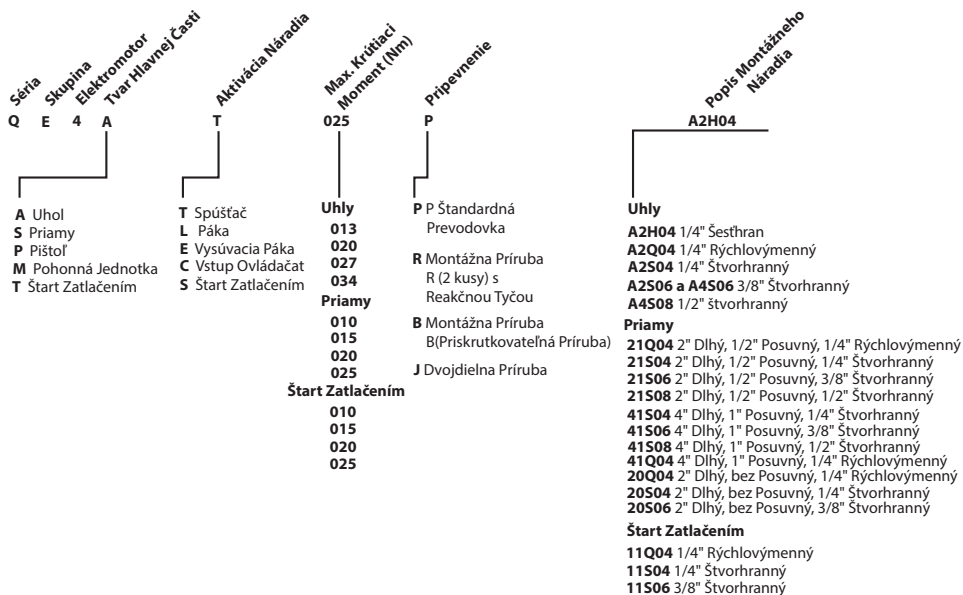 Séria
Skupina
Elektromotor
Tvar Hlavnej Časti
Aktivácia Náradia
Max. Krútiaci
Moment (Nm)
Pripevnenie
Popis Montážneho
Náradia
Q E 4 A T 025 P A2H04
A Uhol
S Priamy
P Pištoľ
M Pohonná Jednotka
T Štart Zatlačením
T Spúšťač
L Páka
E Vysúvacia Páka
C Vstup Ovládačat
S Štart Zatlačením
Uhly
013
020
027
034
Priamy
010
015
020
025
Štart Zatlačením
010
015
020
025
P P Štandardná
Prevodovka
R Montážna Príruba
R (2 kusy) s
Reakčnou Tyčou
B Montážna Príruba
B(Priskrutkovateľná Príruba)
J Dvojdielna Príruba
Uhly
A2H04 1/4" Šesťhran
A2Q04 1/4" Rýchlovýmenný
A2S04 1/4" Štvorhranný
A2S06 a A4S06 3/8" Štvorhranný
A4S08 1/2" štvorhranný
Priamy
21Q04 2" Dlhý, 1/2" Posuvný, 1/4" Rýchlovýmenný
21S04 2" Dlhý, 1/2" Posuvný, 1/4" Štvorhranný
21S06 2" Dlhý, 1/2" Posuvný, 3/8" Štvorhranný
21S08 2" Dlhý, 1/2" Posuvný, 1/2" Štvorhranný
41S04 4" Dlhý, 1" Posuvný, 1/4" Štvorhranný
41S06 4" Dlhý, 1" Posuvný, 3/8" Štvorhranný
41S08 4" Dlhý, 1" Posuvný, 1/2" Štvorhranný
41Q04 4" Dlhý, 1" Posuvný, 1/4" Rýchlovýmenný
20Q04 2" Dlhý, bez Posuvný, 1/4" Rýchlovýmenný
20S04 2" Dlhý, bez Posuvný, 1/4" Štvorhranný
20S06 2" Dlhý, bez Posuvný, 3/8" Štvorhranný
Štart Zatlačením
11Q04 1/4" Rýchlovýmenný
11S04 1/4" Štvorhranný
11S06 3/8" Štvorhranný